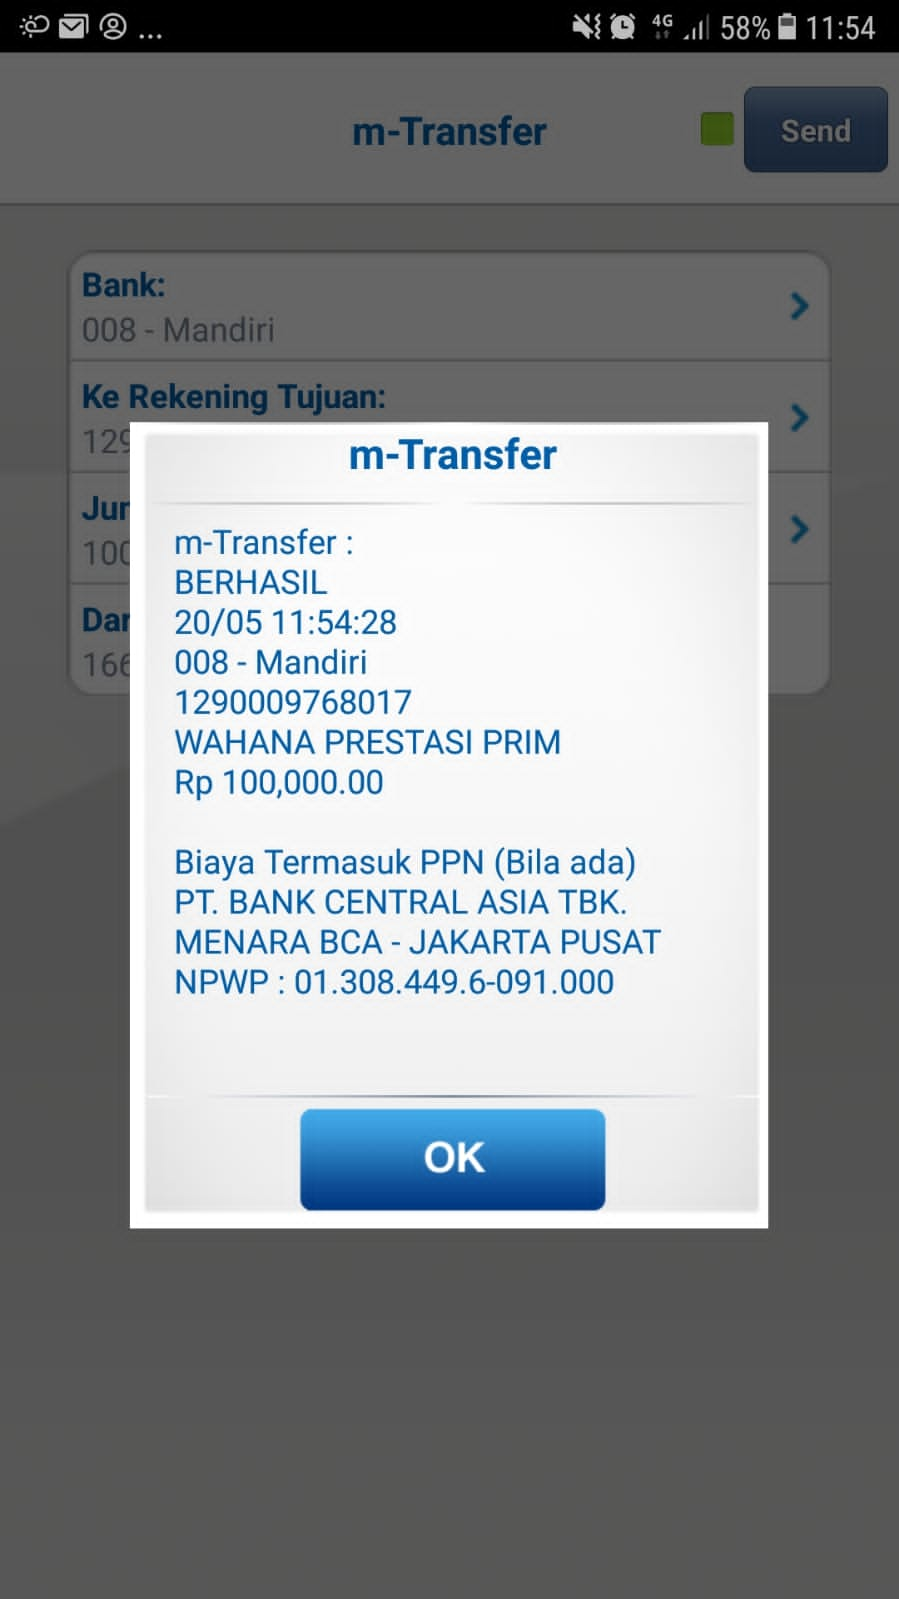 ... 4G 58% 11:54
m-Transfer
Send
Bank:
008 - Mandiri
Ke Rekening Tujuan:
129
Jur
100
Dar
166
m-Transfer
m-Transfer :
BERHASIL
20/05 11:54:28
008 - Mandiri
1290009768017
WAHANA PRESTASI PRIM
Rp 100,000.00
Biaya Termasuk PPN (Bila ada)
PT. BANK CENTRAL ASIA TBK.
MENARA BCA - JAKARTA PUSAT
NPWP : 01.308.449.6-091.000
OK